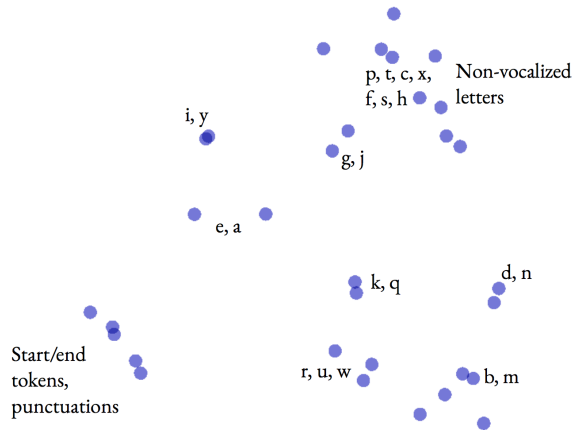 p, t, c, x,
f, s, h
Non-vocalized
letters
i, y
g, j
e, a
k, q
d, n
r, u, w
b, m
Start/end
tokens,
punctuations